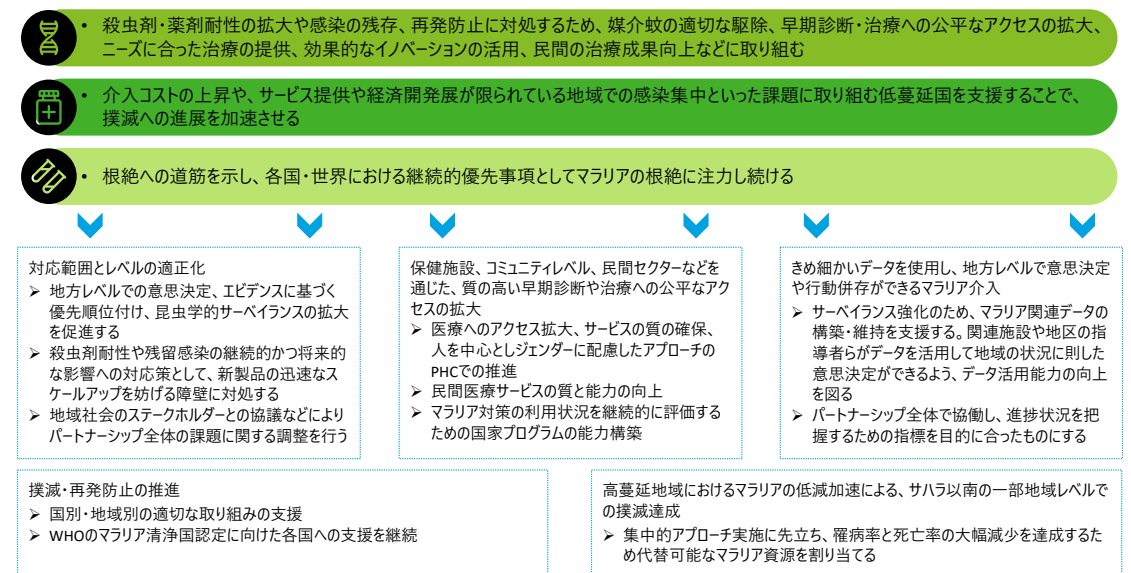 • 殺虫剤・薬剤耐性の拡大や感染の残存、再発防止に対処するため、媒介蚊の適切な駆除、早期診断・治療への公平なアクセスの拡大、
ニーズに合った治療の提供、効果的なイノベーションの活用、民間の治療成果向上などに取り組む
• 介入コストの上昇や、サービス提供や経済開発展が限られている地域での感染集中といった課題に取り組む低蔓延国を支援することで、
撲滅への進展を加速させる
• 根絶への道筋を示し、各国・世界における継続的優先事項としてマラリアの根絶に注力し続ける
対応範囲とレベルの適正化
➢ 地方レベルでの意思決定、エビデンスに基づく
優先順位付け、昆虫学的サーベイランスの拡大
を促進する
➢ 殺虫剤耐性や残留感染の継続的かつ将来的
な影響への対応策として、新製品の迅速なス
ケールアップを妨げる障壁に対処する
➢ 地域社会のステークホルダーとの協議などにより
パートナーシップ全体の課題に関する調整を行う
保健施設、コミュニティレベル、民間セクターなどを
通じた、質の高い早期診断や治療への公平なアク
セスの拡大
➢ 医療へのアクセス拡大、サービスの質の確保、
人を中心としジェンダーに配慮したアプローチの
PHCでの推進
➢ 民間医療サービスの質と能力の向上
➢ マラリア対策の利用状況を継続的に評価する
ための国家プログラムの能力構築
きめ細かいデータを使用し、地方レベルで意思決定
や行動併存ができるマラリア介入
➢ サーベイランス強化のため、マラリア関連データの
構築・維持を支援する。関連施設や地区の指
導者らがデータを活用して地域の状況に則した
意思決定ができるよう、データ活用能力の向上
を図る
➢ パートナーシップ全体で協働し、進捗状況を把
握するための指標を目的に合ったものにする
撲滅・再発防止の推進
➢ 国別・地域別の適切な取り組みの支援
➢ WHOのマラリア清浄国認定に向けた各国への支援を継続
高蔓延地域におけるマラリアの低減加速による、サハラ以南の一部地域レベルで
の撲滅達成
➢ 集中的アプローチ実施に先立ち、罹病率と死亡率の大幅減少を達成するた
め代替可能なマラリア資源を割り当てる